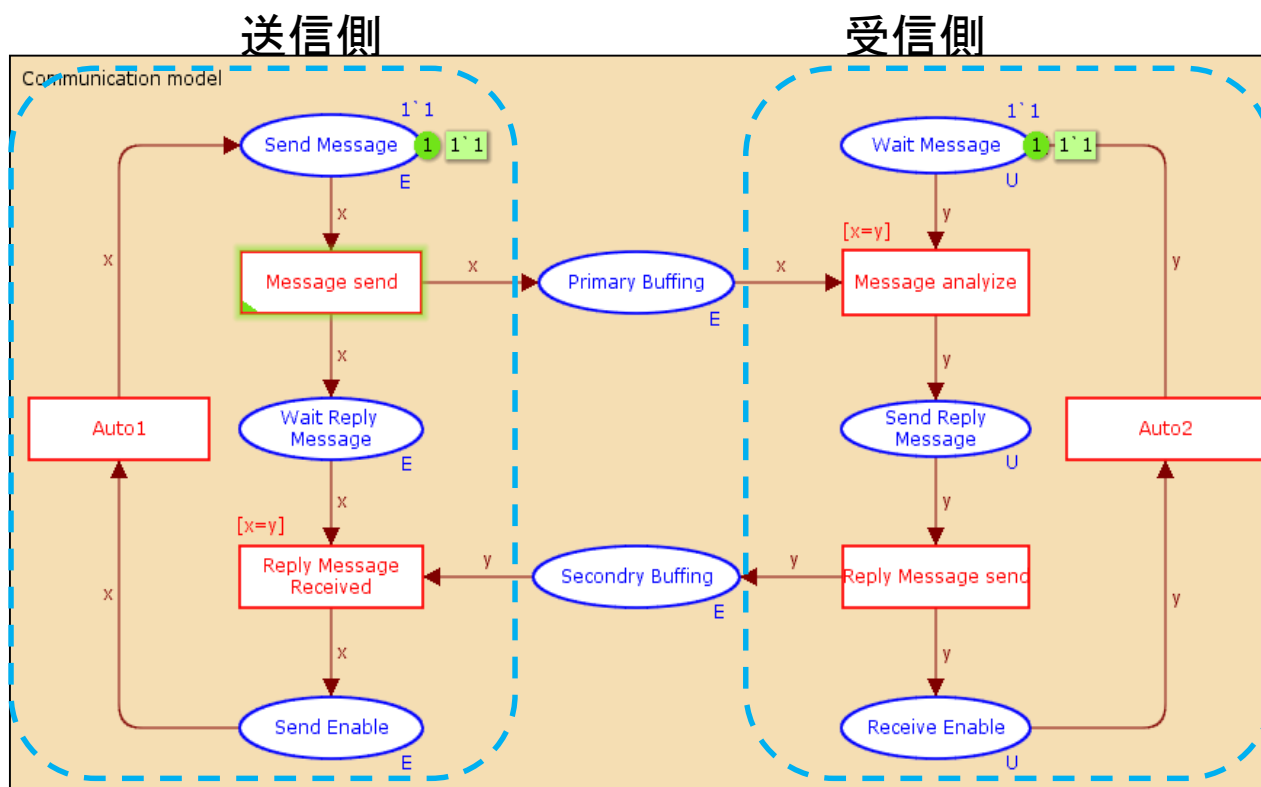 送信側
受信側
Communication model
1`1
Send Message
1
1`1
E
x
x
Message send
x
x
Wait Reply
Message
E
Auto1
x
[x=y]
Reply Message
Received
x
x
Send Enable
E
Primary Buffing
E
x
y
Secondry Buffing
E
y
1`1
Wait Message
1
1`1
U
y
[x=y]
Message analyize
y
y
Send Reply
Message
U
Auto2
y
Reply Message send
y
y
Receive Enable
U